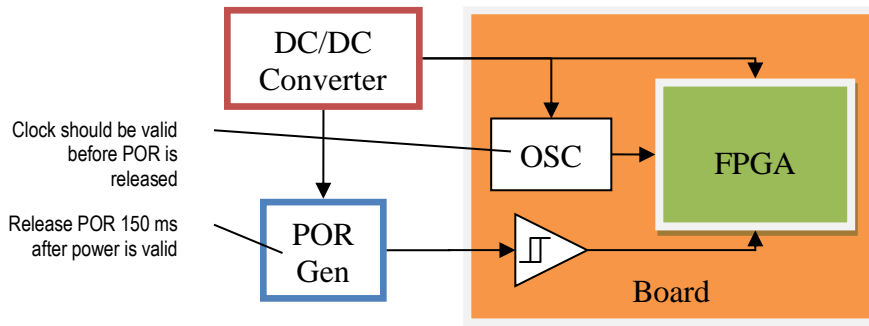 DC/DC
Converter
Clock should be valid
before POR is
released
OSC
FPGA
Release POR 150 ms
after power is valid
POR
Gen
Board